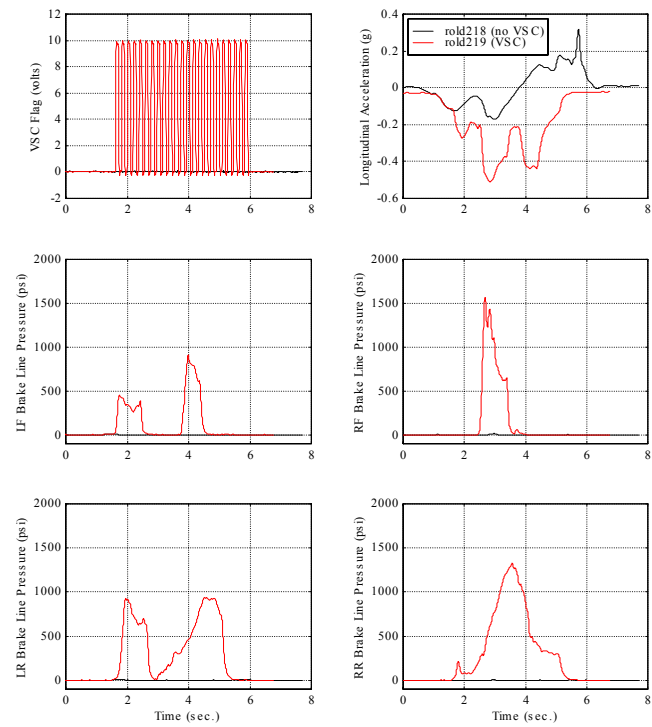 VSC Flag (volts)
12
10
8
6
4
2
0
-2
0 2 4 6 8
Longitudinal Acceleration (g)
0.4
0.2
0
-0.2
-0.4
-0.6
0 2 4 6 8
rold218 (no VSC)
rold219 (VSC)
LF Brake Line Pressure (psi)
2000
1500
1000
500
0
0 2 4 6 8
RF Brake Line Pressure (psi)
2000
1500
1000
500
0
0 2 4 6 8
LR Brake Line Pressure (psi)
2000
1500
1000
500
0
0 2 4 6 8
Time (sec.)
RR Brake Line Pressure (psi)
2000
1500
1000
500
0
0 2 4 6 8
Time (sec.)